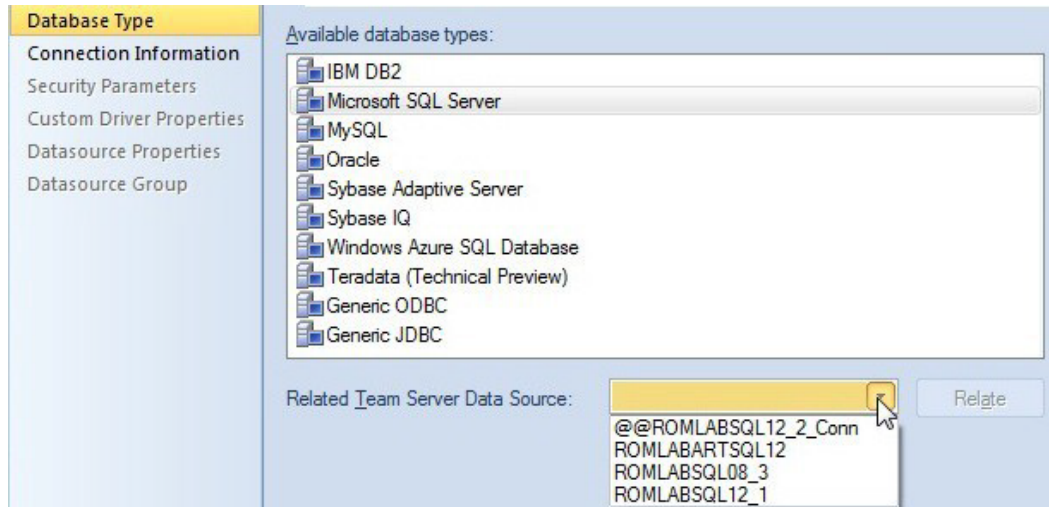 Database Type
Connection Information
Security Parameters
Custom Driver Properties
Datasource Properties
Datasource Group
Available database types:
IBM DB2
Microsoft SQL Server
MySQL
Oracle
Sybase Adaptive Server
Sybase IQ
Windows Azure SQL Database
Teradata (Technical Preview)
Generic ODBC
Generic JDBC
Related Team Server Data Source:
Relate
@@ROMLABSQL12_2_Conn
ROMLABARTSQL12
ROMLABSQL08_3
ROMLABSQL12_1